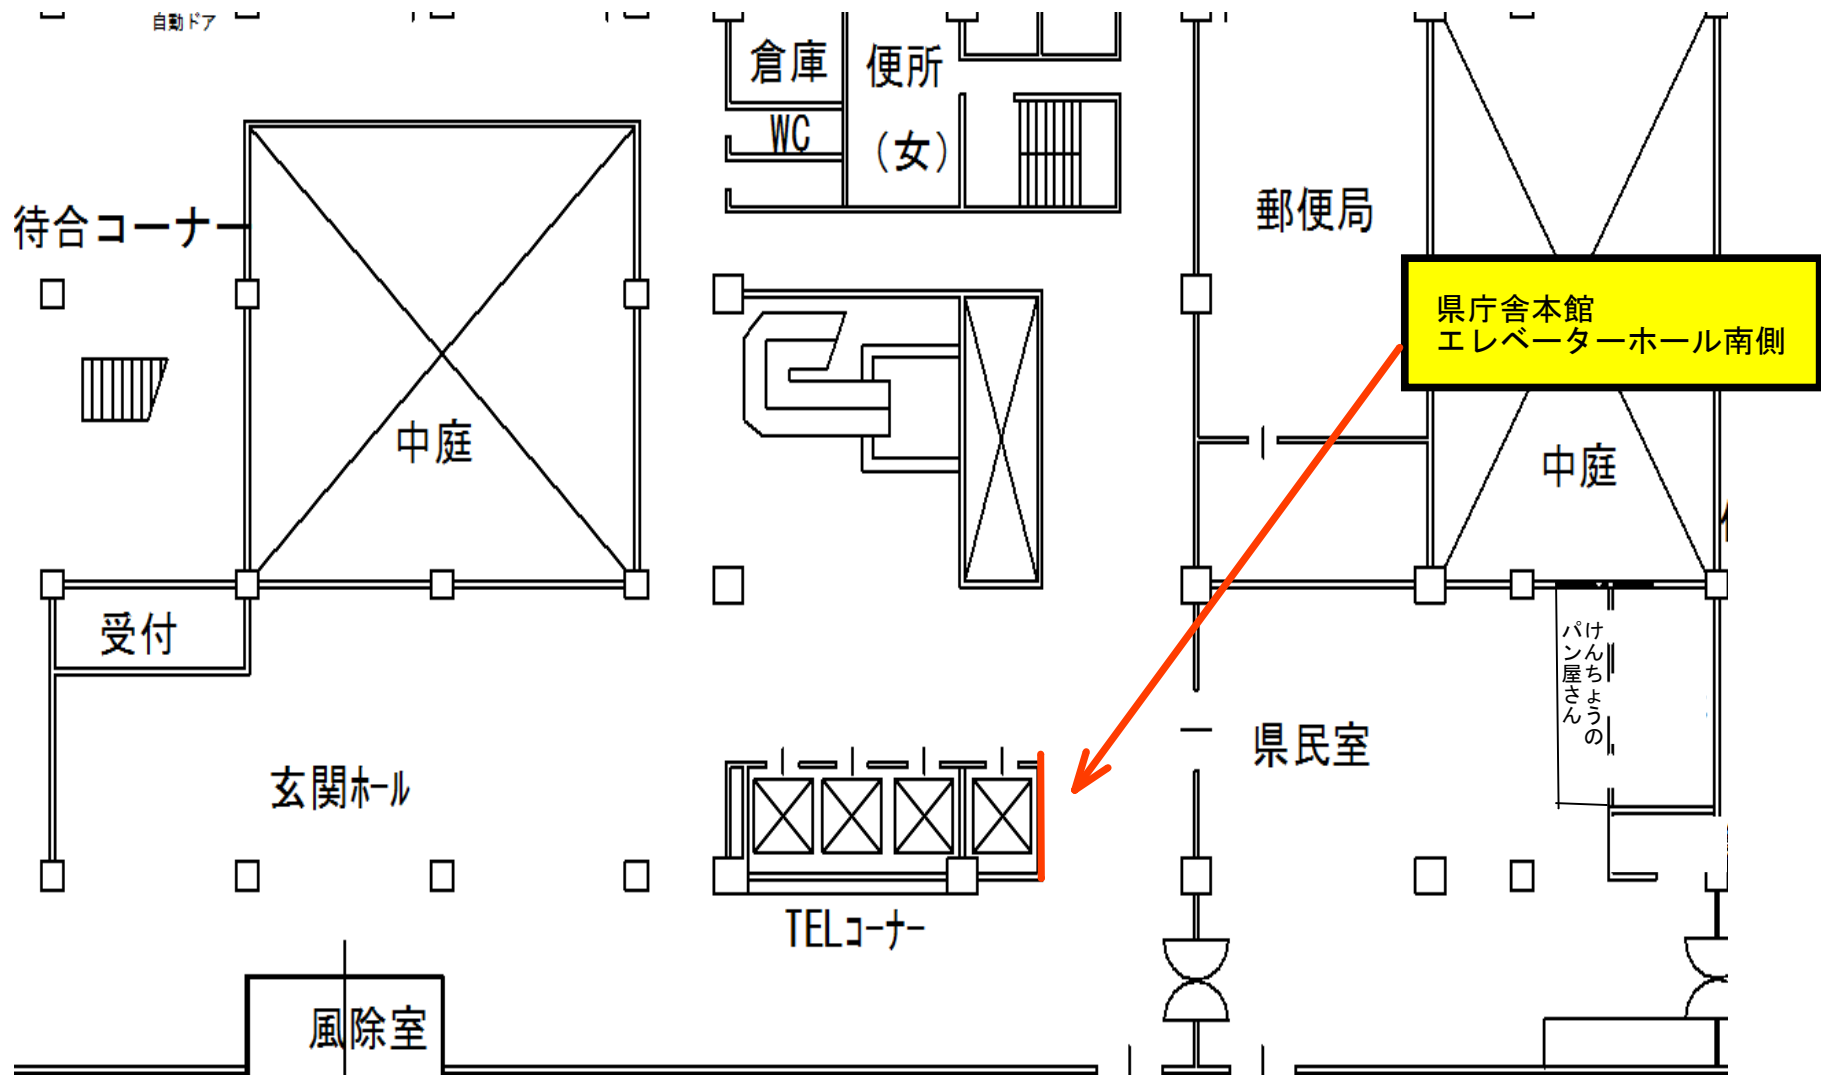 自動ドア
倉庫
便所
（女）
WC
待合コーナー
郵便局
県庁舎本館
エレベーターホール南側
中庭
中庭
受付
けんちょうの
パン屋さん
県民室
玄関ﾎｰﾙ
TELｺｰﾅｰ
風除室